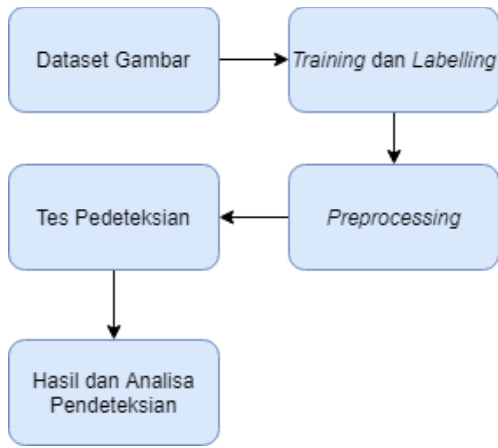 Dataset Gambar
Training dan Labelling
Preprocessing
Tes Pedeteksian
Hasil dan Analisa
Pendeteksian